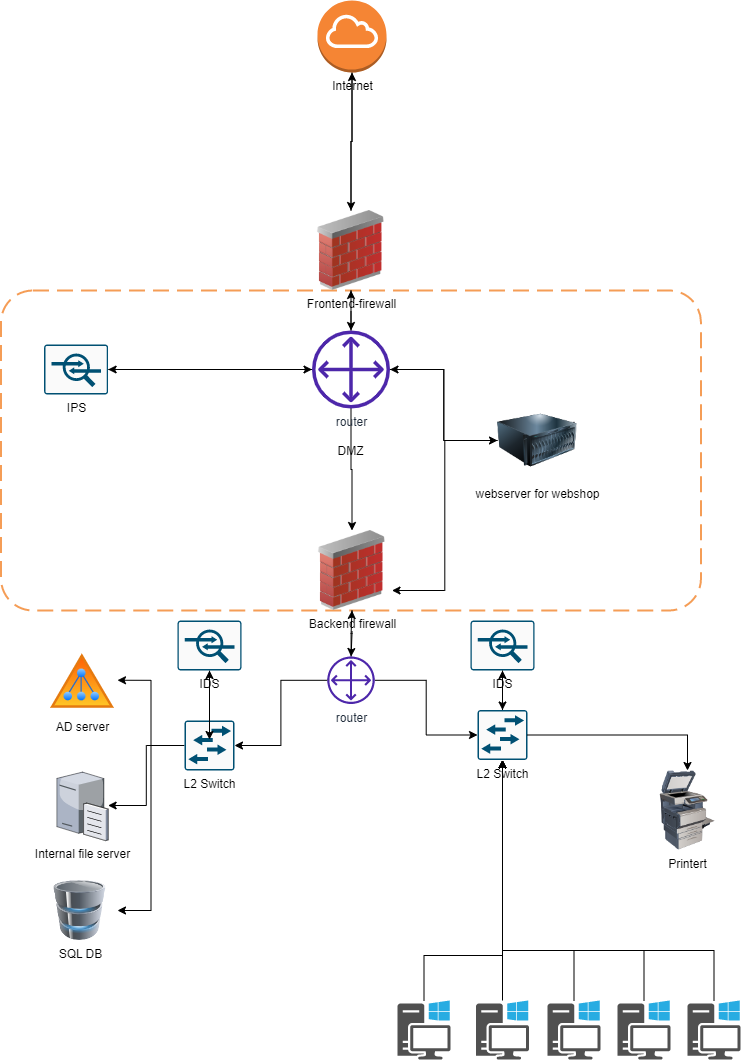 Internet
Frontend-firewall
IPS
router
DMZ
webserver for webshop
Backend firewall
IDS
IDS
router
AD server
L2 Switch
L2 Switch
Internal file server
Printert
SQL DB